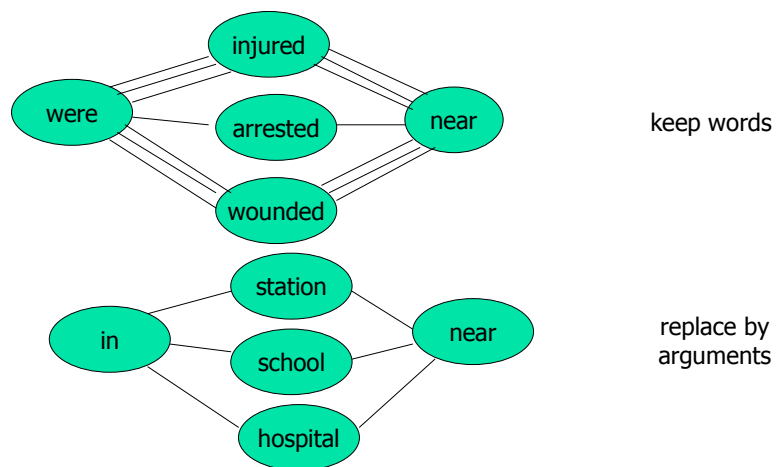 injured
were
arrested
near
keep words
wounded
station
in
school
near
replace by
arguments
hospital